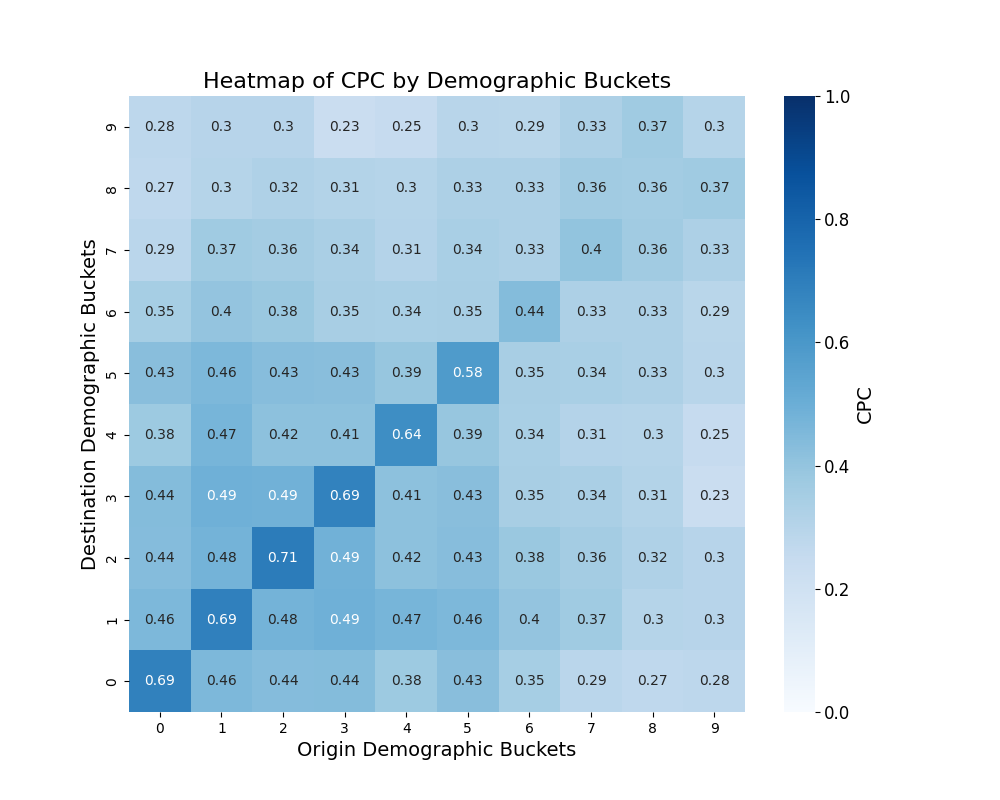 Heatmap of CPC by Demographic Buckets
9 0.28 0.3 0.3 0.23 0.25 0.3 0.29 0.33 0.37 0.3
8 0.27 0.3 0.32 0.31 0.3 0.33 0.33 0.36 0.36 0.37
7 0.29 0.37 0.36 0.34 0.31 0.34 0.33 0.4 0.36 0.33
6 0.35 0.4 0.38 0.35 0.34 0.35 0.44 0.33 0.33 0.29
5 0.43 0.46 0.43 0.43 0.39 0.58 0.35 0.34 0.33 0.3
4 0.38 0.47 0.42 0.41 0.64 0.39 0.34 0.31 0.3 0.25
3 0.44 0.49 0.49 0.69 0.41 0.43 0.35 0.34 0.31 0.23
2 0.44 0.48 0.71 0.49 0.42 0.43 0.38 0.36 0.32 0.3
1 0.46 0.69 0.48 0.49 0.47 0.46 0.4 0.37 0.3 0.3
0 0.69 0.46 0.44 0.44 0.38 0.43 0.35 0.29 0.27 0.28
0 1 2 3 4 5 6 7 8 9
Origin Demographic Buckets
Destination Demographic Buckets
1.0
0.8
0.6
0.4
0.2
0.0
CPC